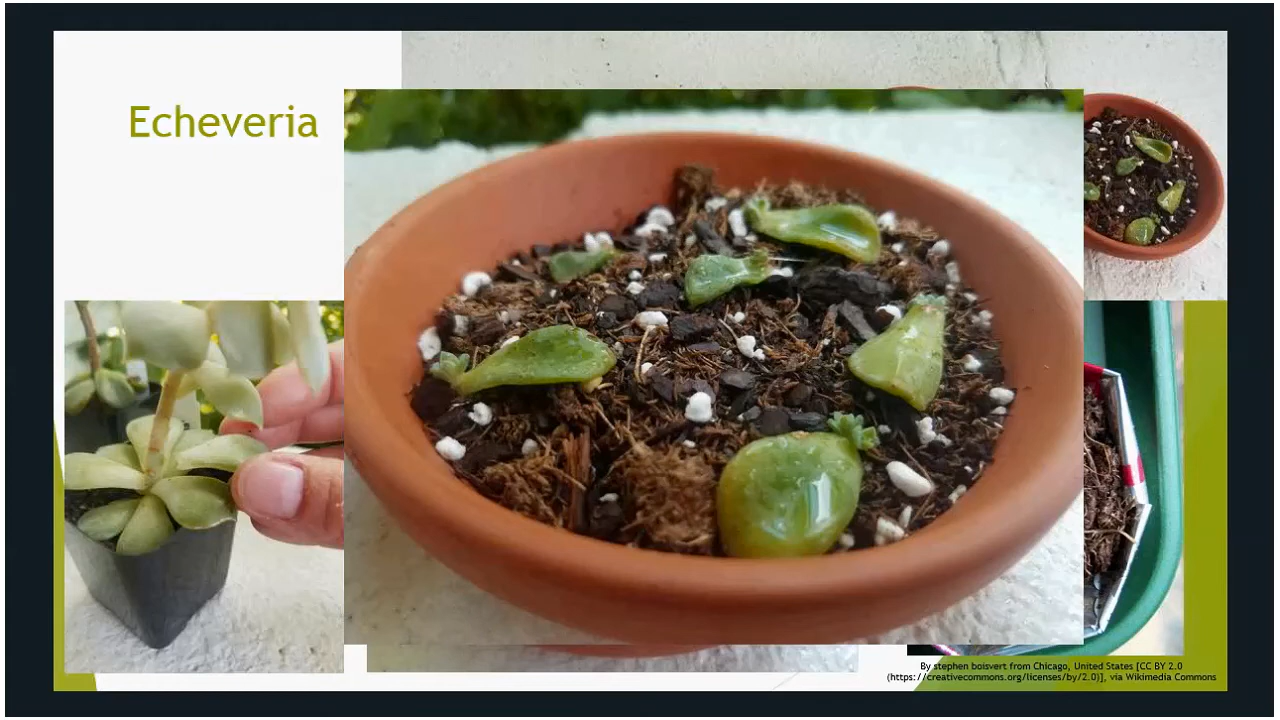 Echeveria
By stephen boisvert from Chicago, United States [CC BY 2.0
(https://creativecommons.org/licenses/by/2.0)], via Wikimedia Commons